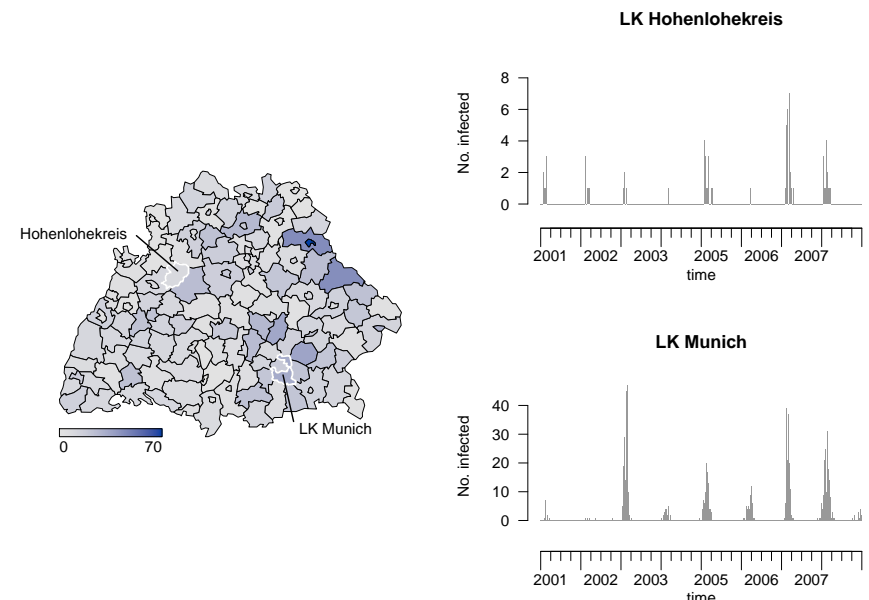 Hohenlohekreis
LK Munich
0 70
LK Hohenlohekreis
No. infected
8
6
4
2
0
2001 2002 2003 2005 2006 2007
time
LK Munich
No. infected
40
30
20
10
0
2001 2002 2003 2005 2006 2007
time